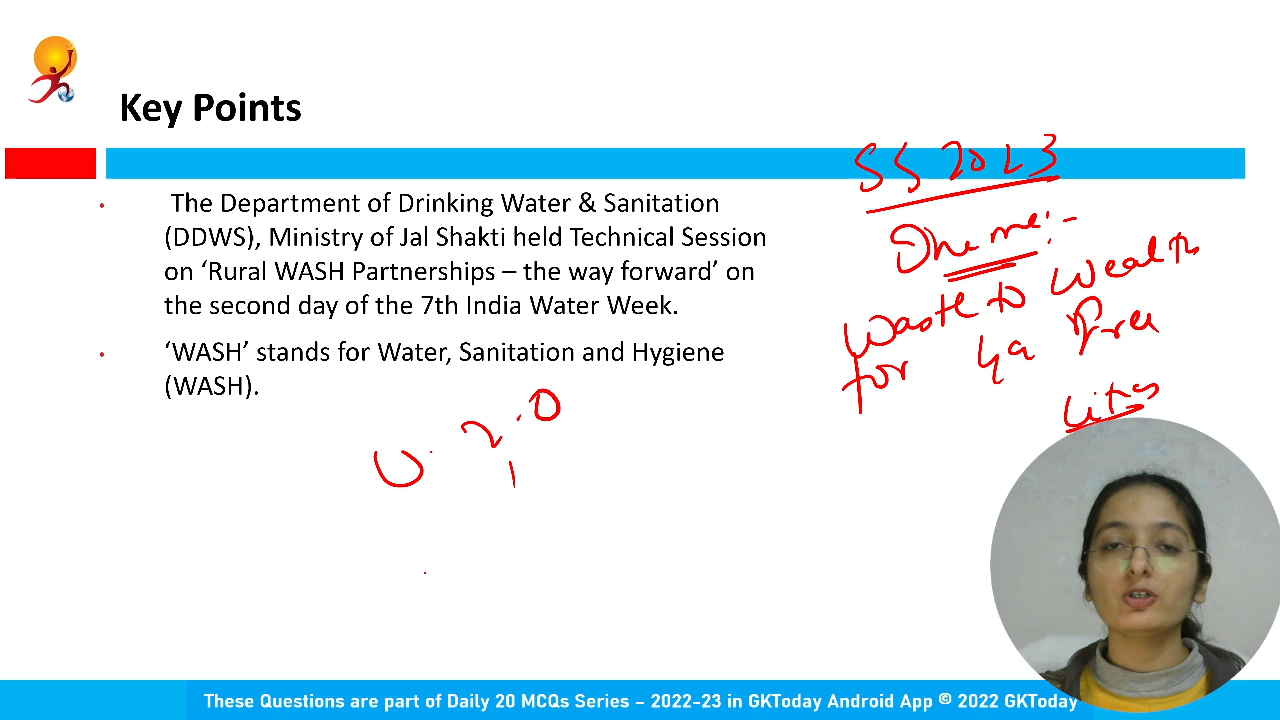 Key Points
SS 2023
• The Department of Drinking Water & Sanitation
(DDWS), Ministry of Jal Shakti held Technical Session
on ‘Rural WASH Partnerships – the way forward’ on
the second day of the 7th India Water Week.
• ‘WASH’ stands for Water, Sanitation and Hygiene
(WASH).
Theme:-
Waste to Wealth
for Free
2.0
These Questions are part of Daily 20 MCQs Series – 2022-23 in GKToday Android App © 2022 GKToday